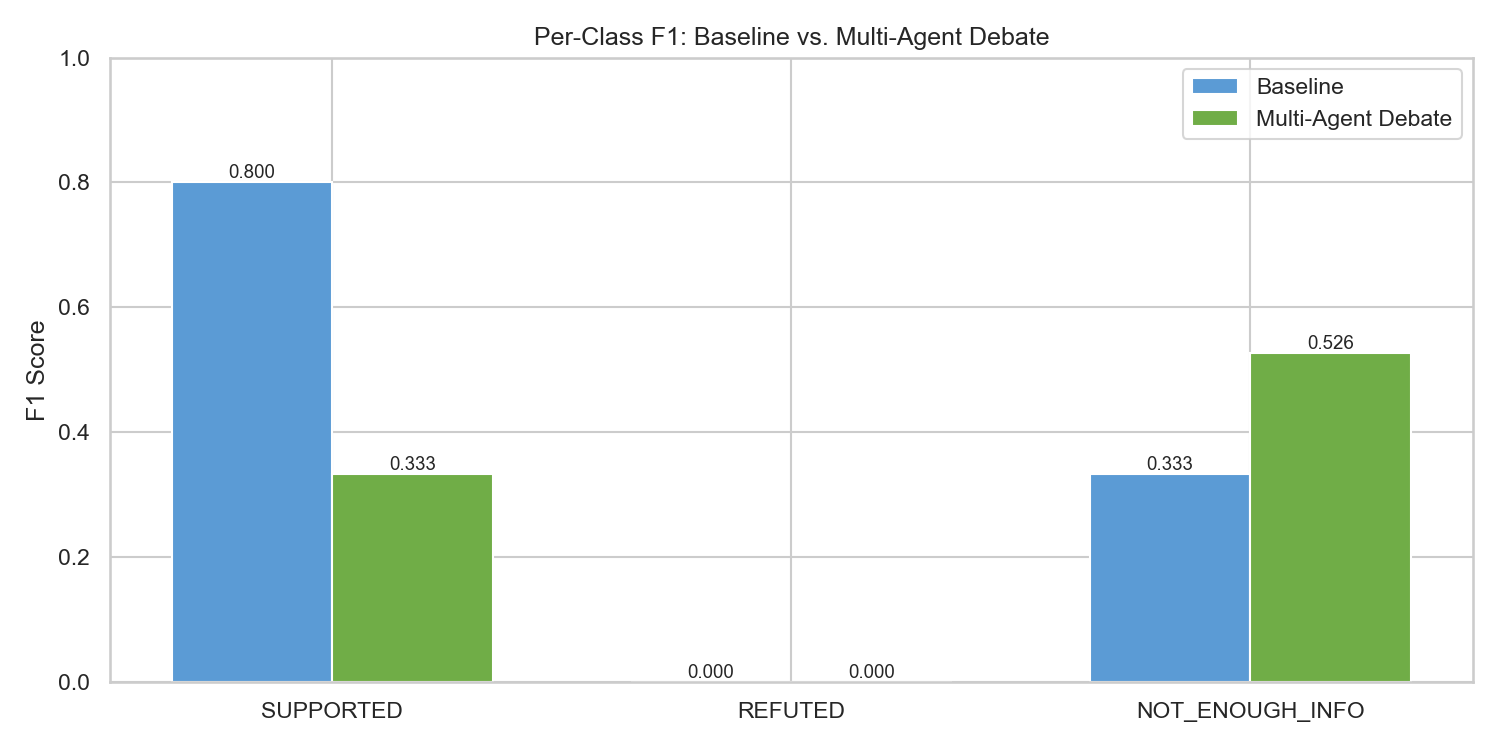 Per-Class F1: Baseline vs. Multi-Agent Debate
Baseline
Multi-Agent Debate
F1 Score
1.0
0.8
0.6
0.4
0.2
0.0
0.800
0.333
0.000
0.000
0.333
0.526
SUPPORTED
REFUTED
NOT_ENOUGH_INFO